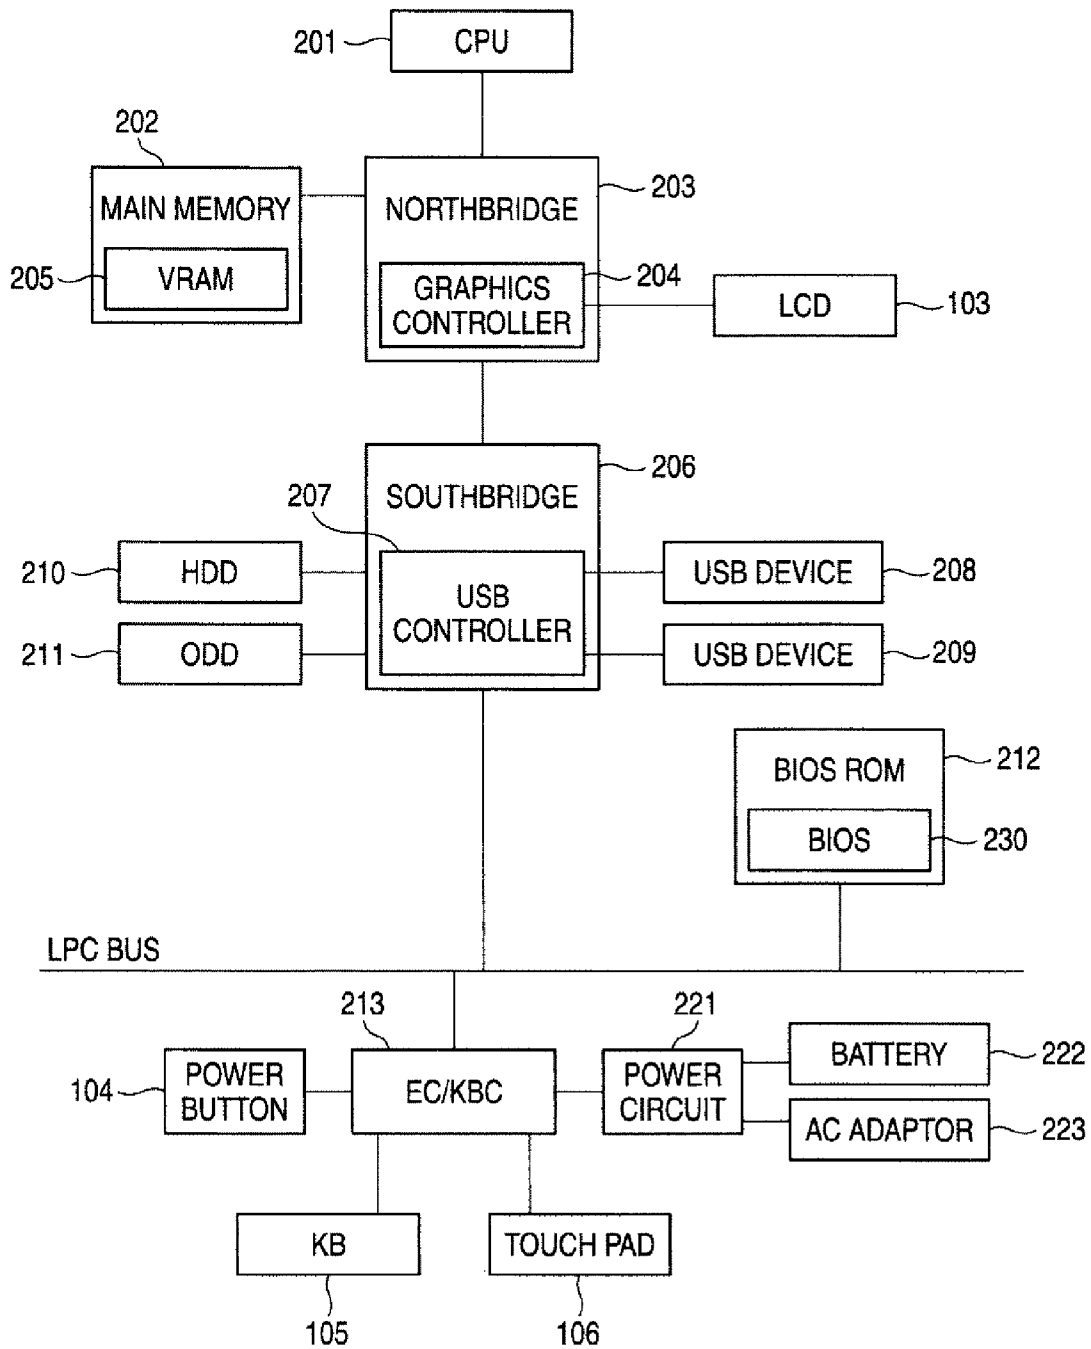 201
CPU
202
203
MAIN MEMORY
NORTHBRIDGE
205
VRAM
204
GRAPHICS
CONTROLLER
LCD
103
206
207
SOUTHBRIDGE
210
HDD
USB
CONTROLLER
USB DEVICE
208
211
ODD
USB DEVICE
209
BIOS ROM
212
BIOS
230
LPC BUS
213
221
104
POWER
BUTTON
EC/KBC
POWER
CIRCUIT
BATTERY
222
AC ADAPTOR
223
KB
TOUCH PAD
105
106